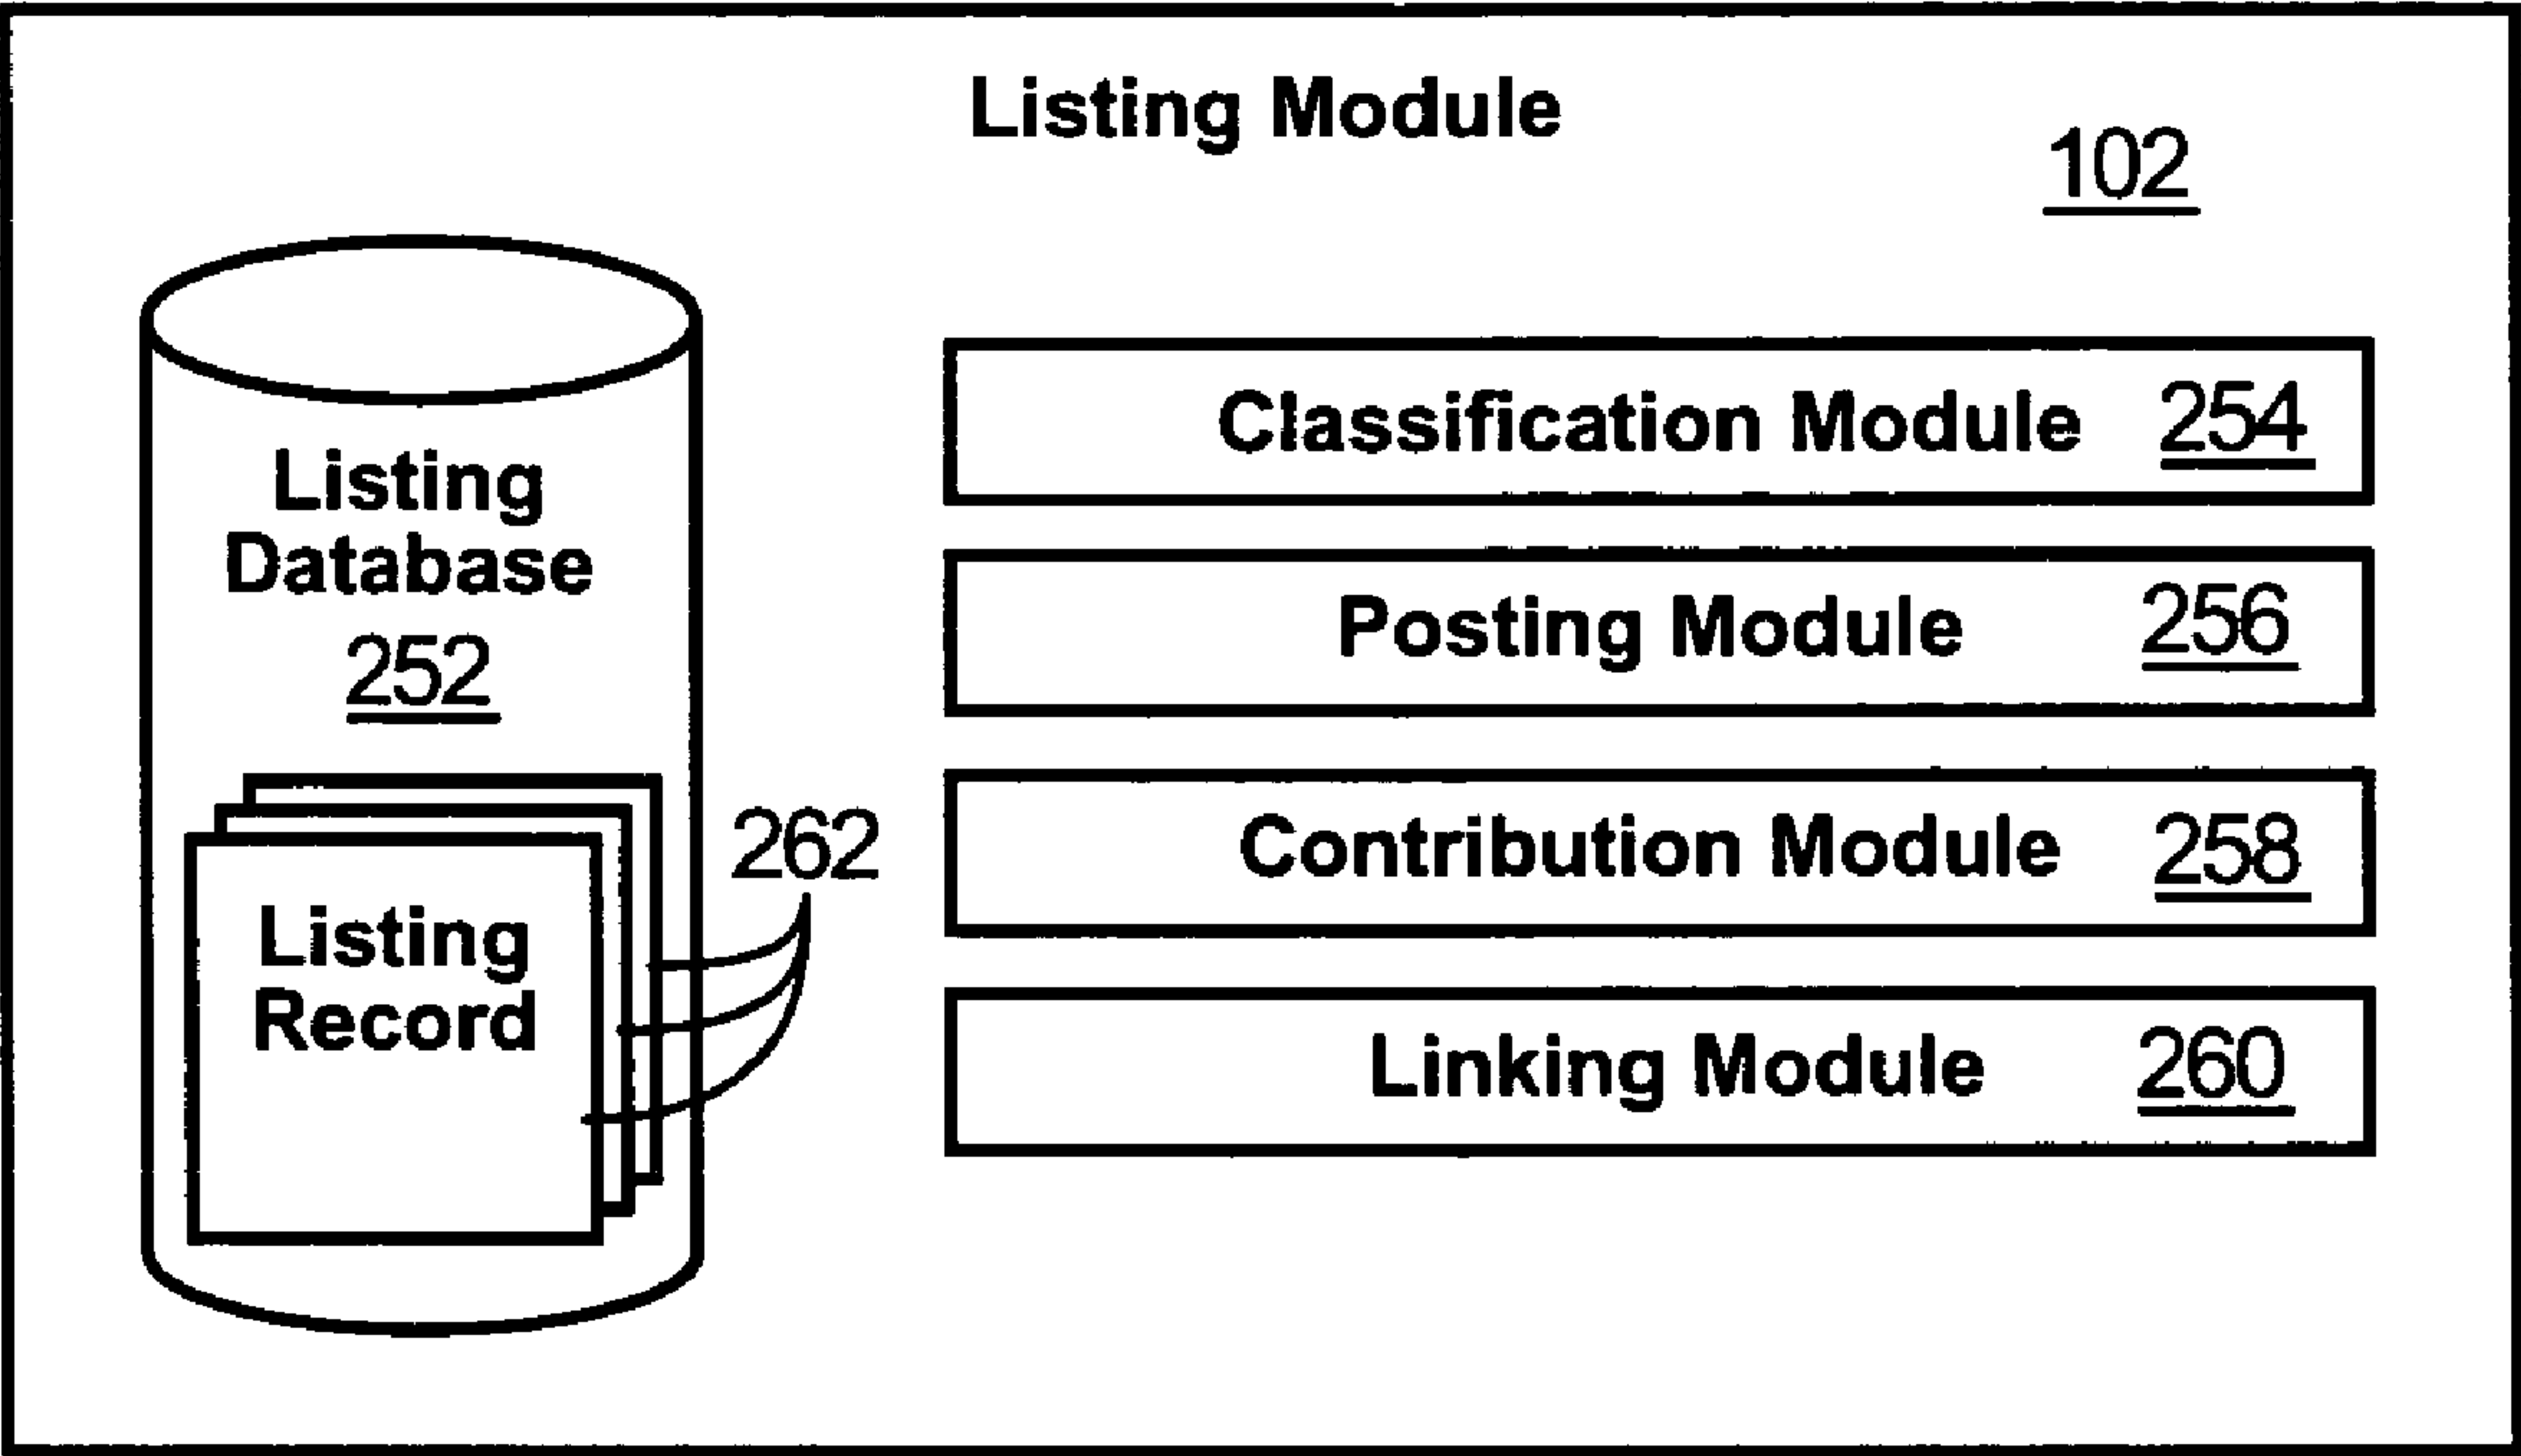 Listing Module
102
Listing
Database
252
Listing
Record
262
Classification Module 254
Posting Module 256
Contribution Module 258
Linking Module 260